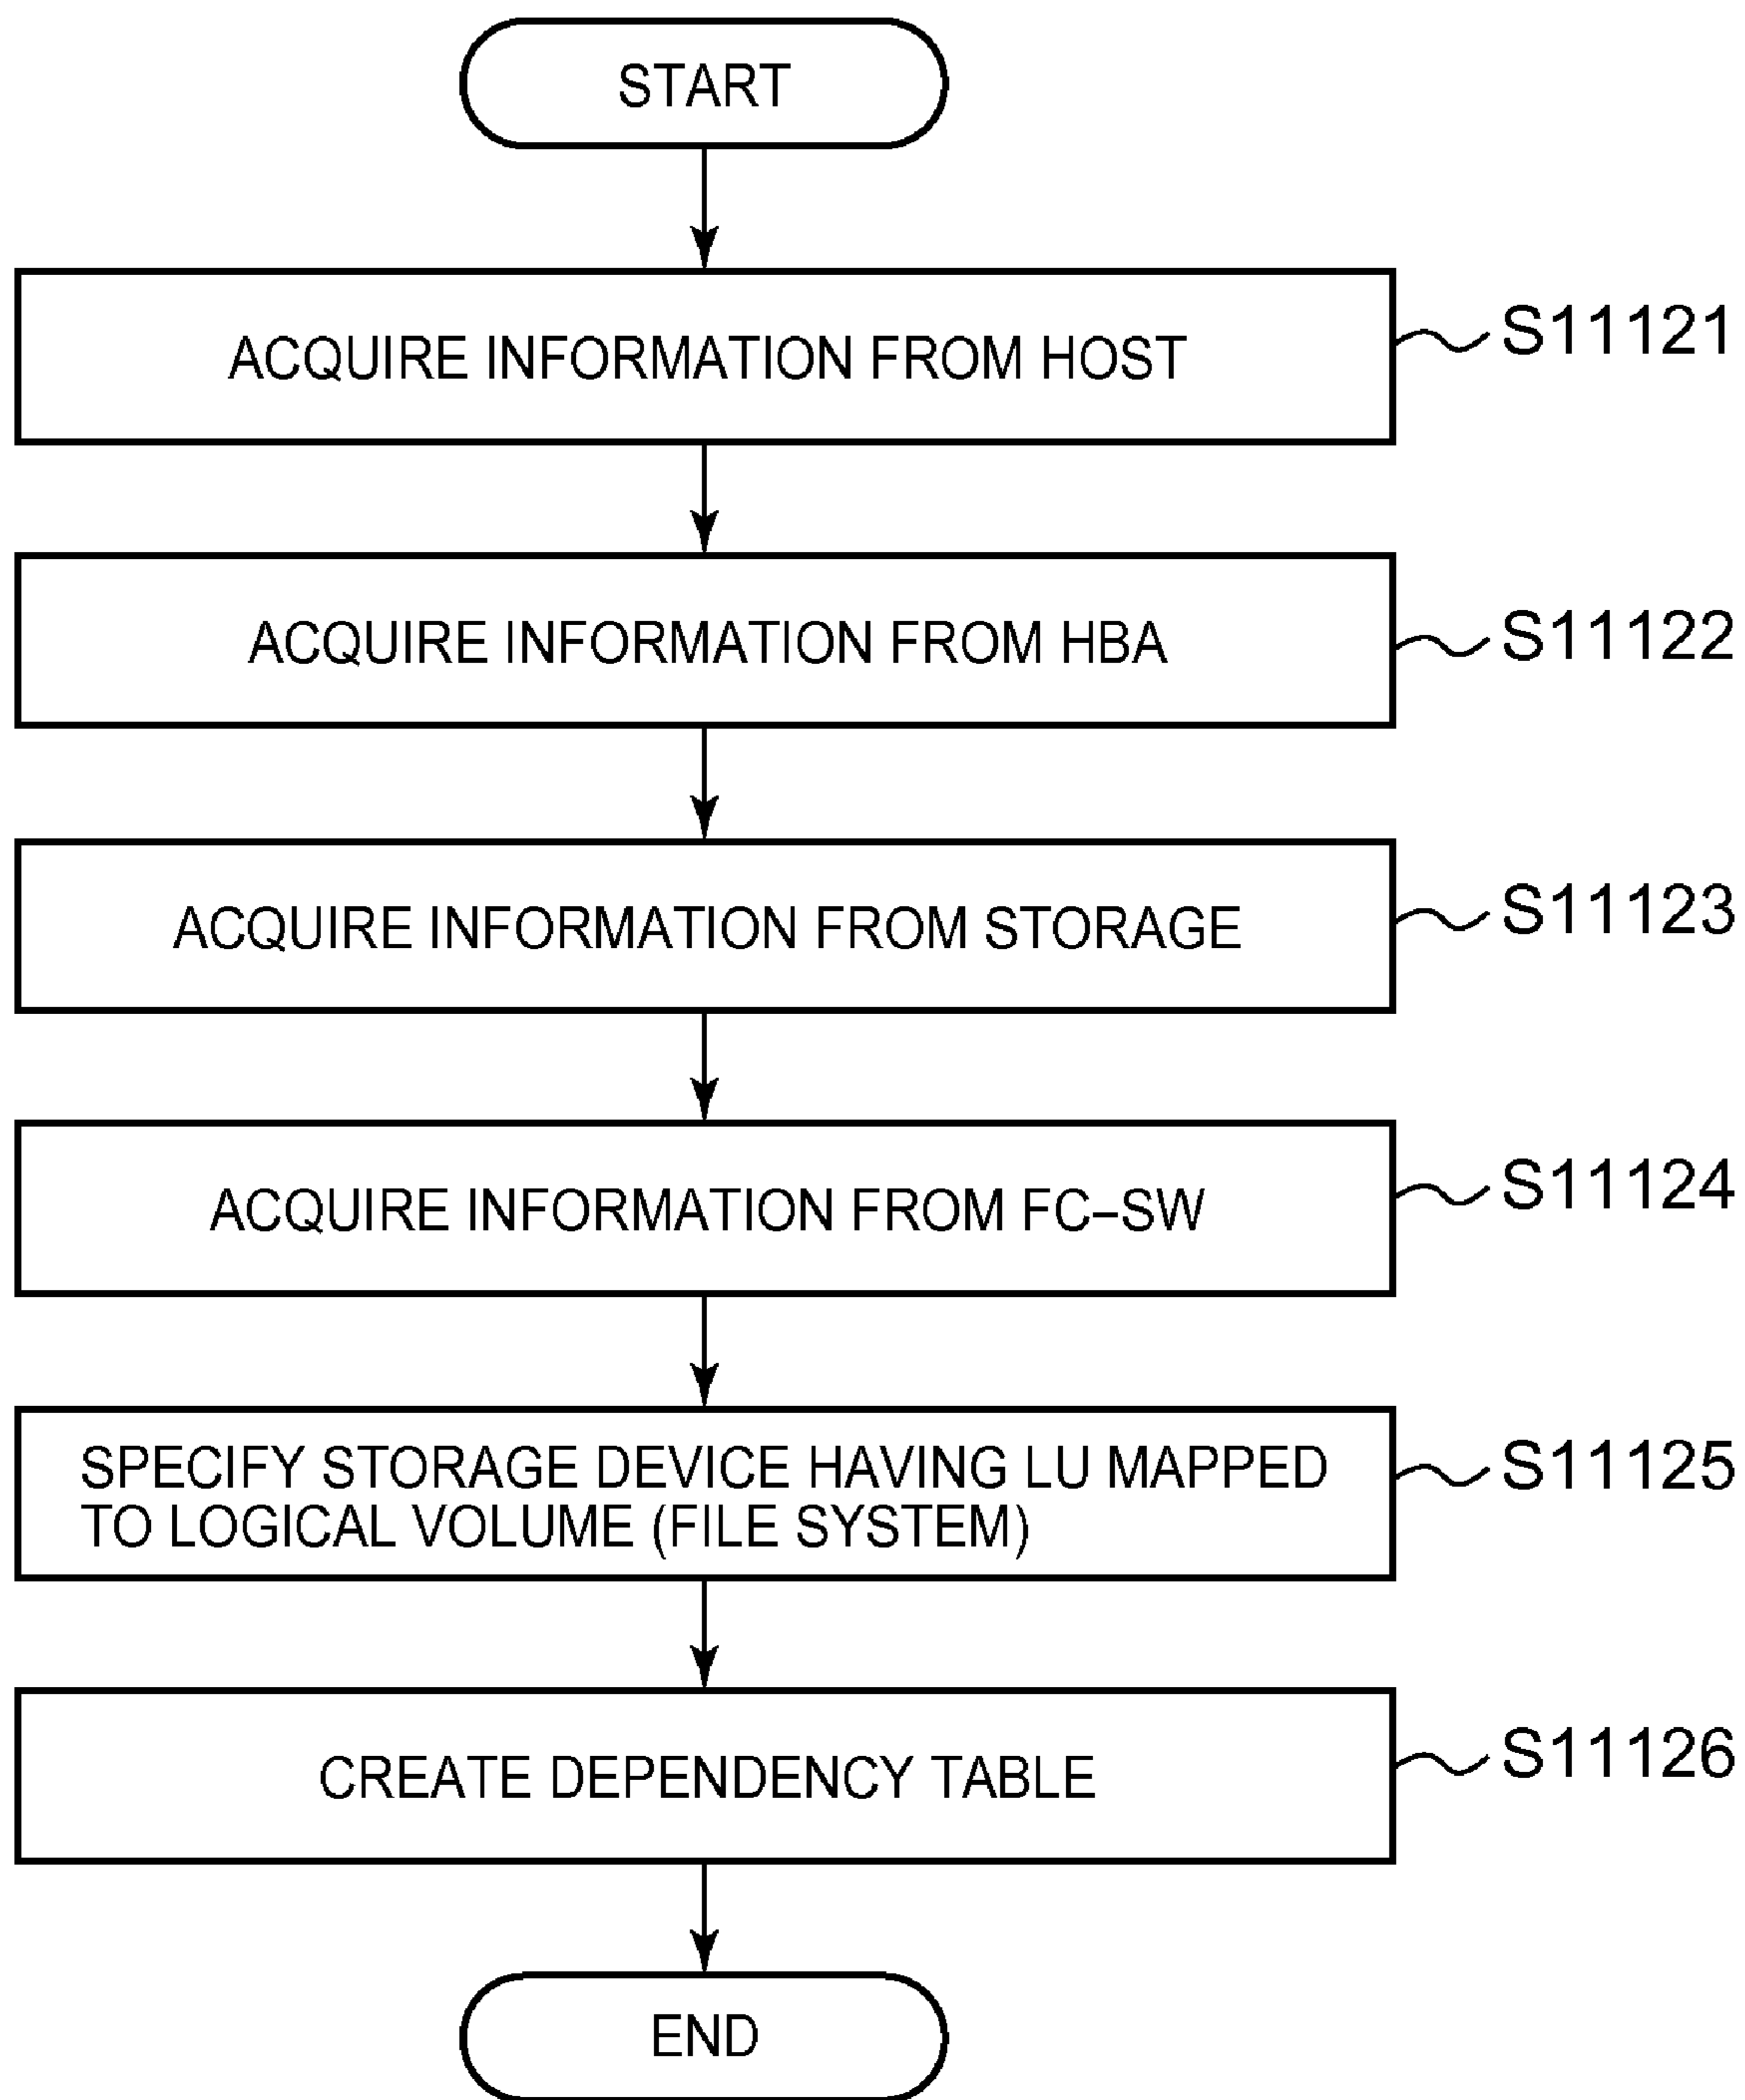 START
ACQUIRE INFORMATION FROM HOST
S11121
ACQUIRE INFORMATION FROM HBA
S11122
ACQUIRE INFORMATION FROM STORAGE
S11123
ACQUIRE INFORMATION FROM FC–SW
S11124
SPECIFY STORAGE DEVICE HAVING LU MAPPED
TO LOGICAL VOLUME (FILE SYSTEM)
S11125
CREATE DEPENDENCY TABLE
S11126
END